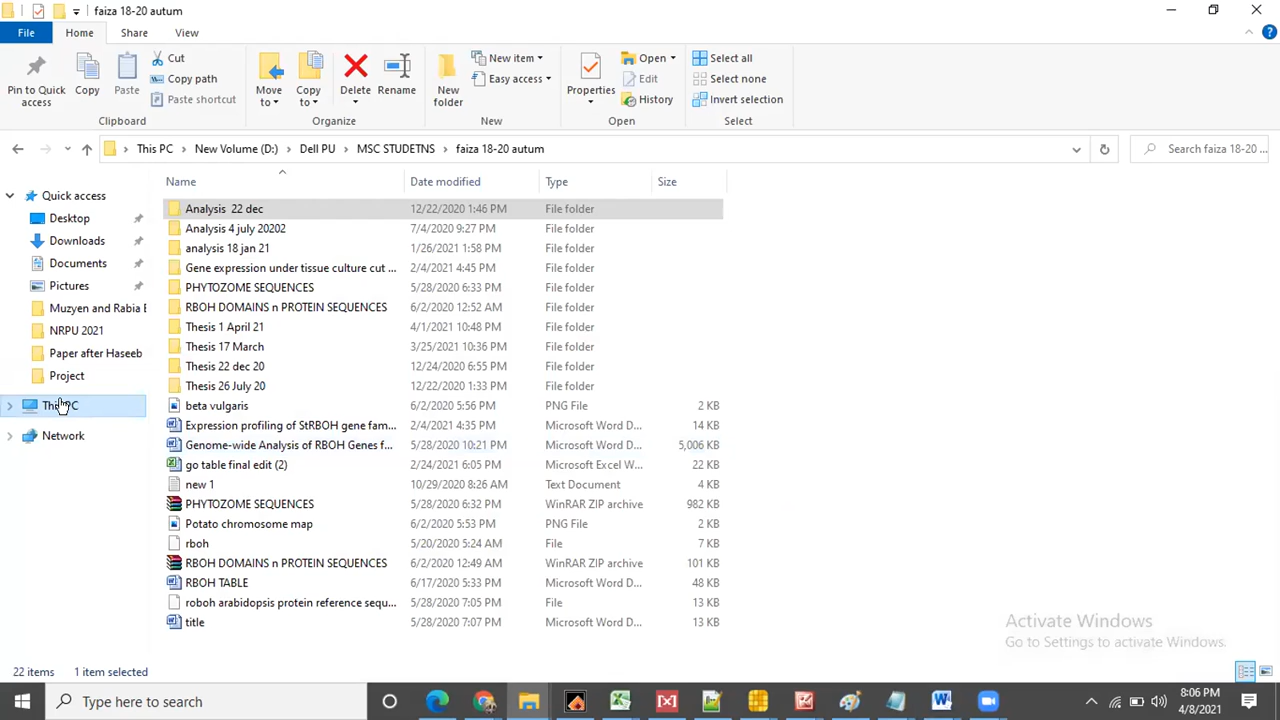 faiza 18-20 autum
File Home Share View
Pin to Quick access
Copy
Paste
Cut
Copy path
Paste shortcut
Clipboard
Move to
Copy to
Delete
Rename
Organize
New folder
New item
Easy access
New
Properties
Open
Edit
History
Open
Select all
Select none
Invert selection
Select
This PC New Volume (D:) Dell PU MSC STUDETNS faiza 18-20 autum
Search faiza 18-20 ...
Quick access
Desktop
Downloads
Documents
Pictures
Muzyen and Rabia
NRPU 2021
Paper after Haseeb
Project
This PC
Network
Name Date modified Type Size
Analysis 22 dec 12/22/2020 1:46 PM File folder
Analysis 4 july 20202 7/4/2020 9:27 PM File folder
analysis 18 jan 21 1/26/2021 1:58 PM File folder
Gene expression under tissue culture cut ... 2/4/2021 4:45 PM File folder
PHYTOZOME SEQUENCES 5/28/2020 6:33 PM File folder
RBOH DOMAINS n PROTEIN SEQUENCES 6/2/2020 12:52 AM File folder
Thesis 1 April 21 4/1/2021 10:48 PM File folder
Thesis 17 March 3/25/2021 10:36 PM File folder
Thesis 22 dec 20 12/24/2020 6:55 PM File folder
Thesis 26 July 20 12/22/2020 1:33 PM File folder
beta vulgaris 6/2/2020 5:56 PM PNG File 2 KB
Expression profiling of StRBOH gene fam... 2/4/2021 4:35 PM Microsoft Word D... 14 KB
Genome-wide Analysis of RBOH Genes f... 5/28/2020 10:21 PM Microsoft Word D... 5,006 KB
go table final edit (2) 2/24/2021 6:05 PM Microsoft Excel W... 22 KB
new 1 10/29/2020 8:26 AM Text Document 4 KB
PHYTOZOME SEQUENCES 5/28/2020 6:32 PM WinRAR ZIP archive 982 KB
Potato chromosome map 6/2/2020 5:53 PM PNG File 2 KB
rboh 5/20/2020 5:24 AM File 7 KB
RBOH DOMAINS n PROTEIN SEQUENCES 6/2/2020 12:49 AM WinRAR ZIP archive 101 KB
RBOH TABLE 6/17/2020 5:33 PM Microsoft Word D... 48 KB
roboh arabidopsis protein reference sequ... 5/28/2020 7:05 PM File 13 KB
title 5/28/2020 7:07 PM Microsoft Word D... 13 KB
Activate Windows
Go to Settings to activate Windows.
22 items 1 item selected
Type here to search
8:06 PM
4/8/2021